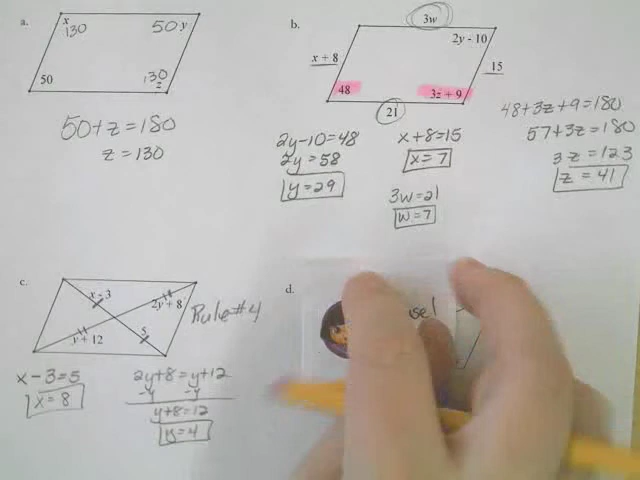 a.
x
130
50 y
50
130
z
50+z=180
z=130
b.
3w
2y - 10
x + 8
15
48
3z + 9
21
2y-10=48
2y=58
y=29
x+8=15
x=7
3w=21
w=7
48+3z+9=180
57+3z=180
3z=123
z=41
c.
x - 3
2y + 8
y + 12
5
Rule #4
x-3=5
x=8
2y+8=y+12
-y -y
y+8=12
y=4
d.